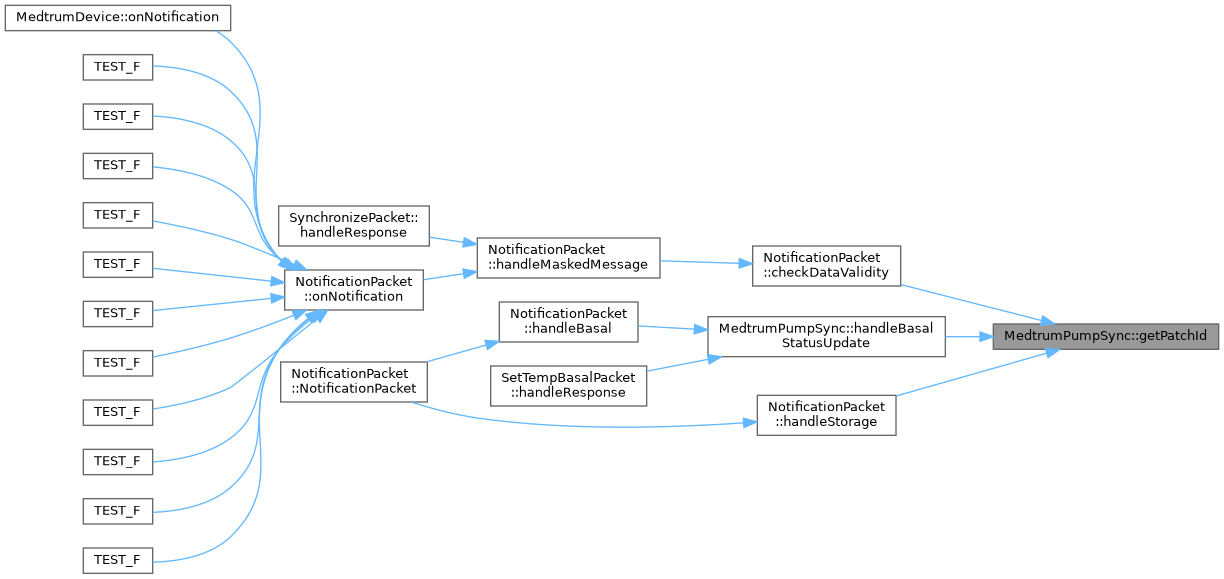 MedtrumDevice::onNotification
TEST_F
TEST_F
TEST_F
TEST_F
TEST_F
TEST_F
TEST_F
TEST_F
TEST_F
TEST_F
TEST_F
SynchronizePacket::
handleResponse
NotificationPacket
::onNotification
NotificationPacket
::NotificationPacket
NotificationPacket
::handleMaskedMessage
NotificationPacket
::handleBasal
SetTempBasalPacket
::handleResponse
NotificationPacket
::checkDataValidity
MedtrumPumpSync::handleBasal
StatusUpdate
NotificationPacket
::handleStorage
MedtrumPumpSync::getPatchId